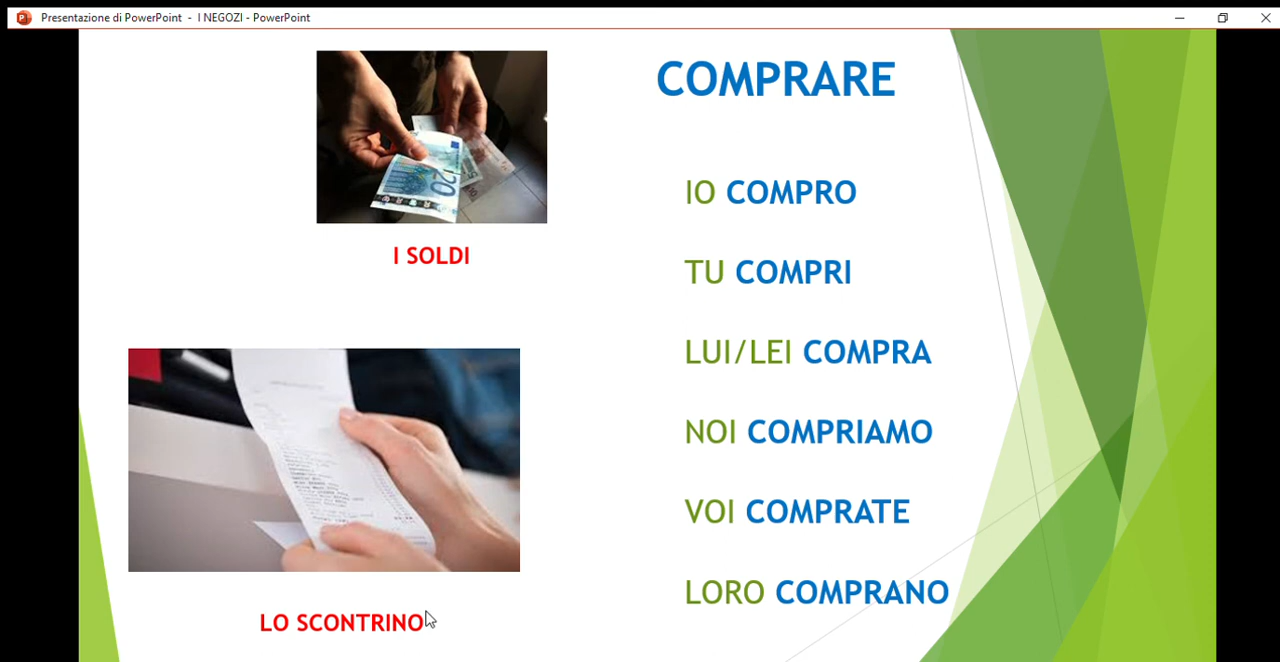 Presentazione di PowerPoint - I NEGOZI - PowerPoint
COMPRARE
I SOLDI
LO SCONTRINO
IO COMPRO
TU COMPRI
LUI/LEI COMPRA
NOI COMPRIAMO
VOI COMPRATE
LORO COMPRANO
20